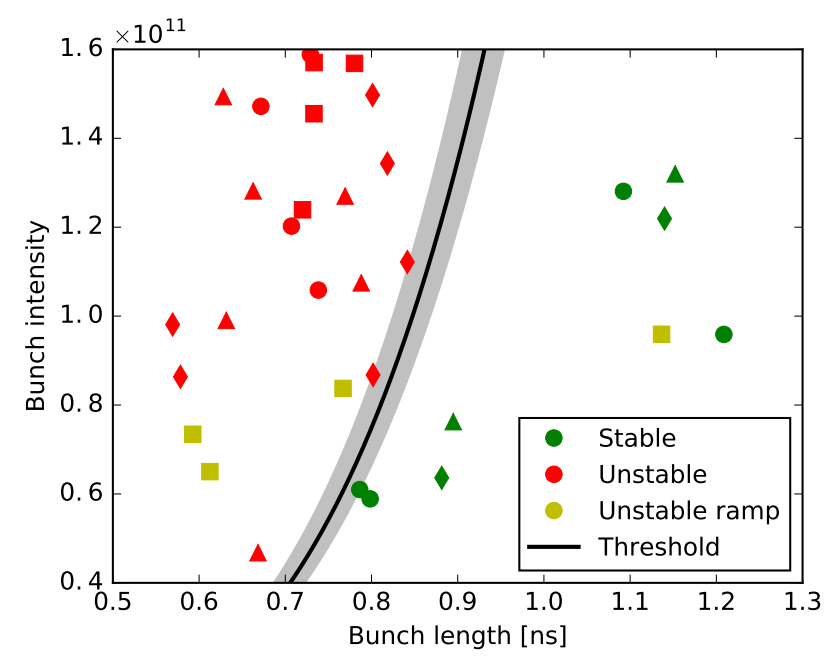 ×10¹¹
1.6
1.4
1.2
1.0
0.8
0.6
0.4
Bunch intensity
Stable
Unstable
Unstable ramp
Threshold
0.5 0.6 0.7 0.8 0.9 1.0 1.1 1.2 1.3
Bunch length [ns]